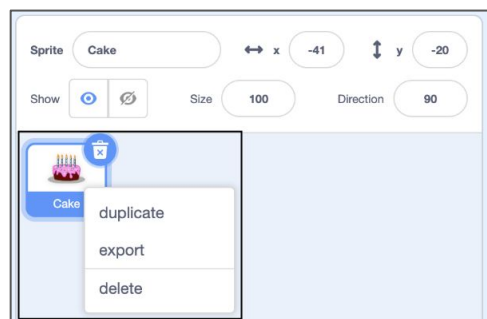 Sprite Cake x -41 y -20
Show Size 100 Direction 90
Cake
duplicate
export
delete